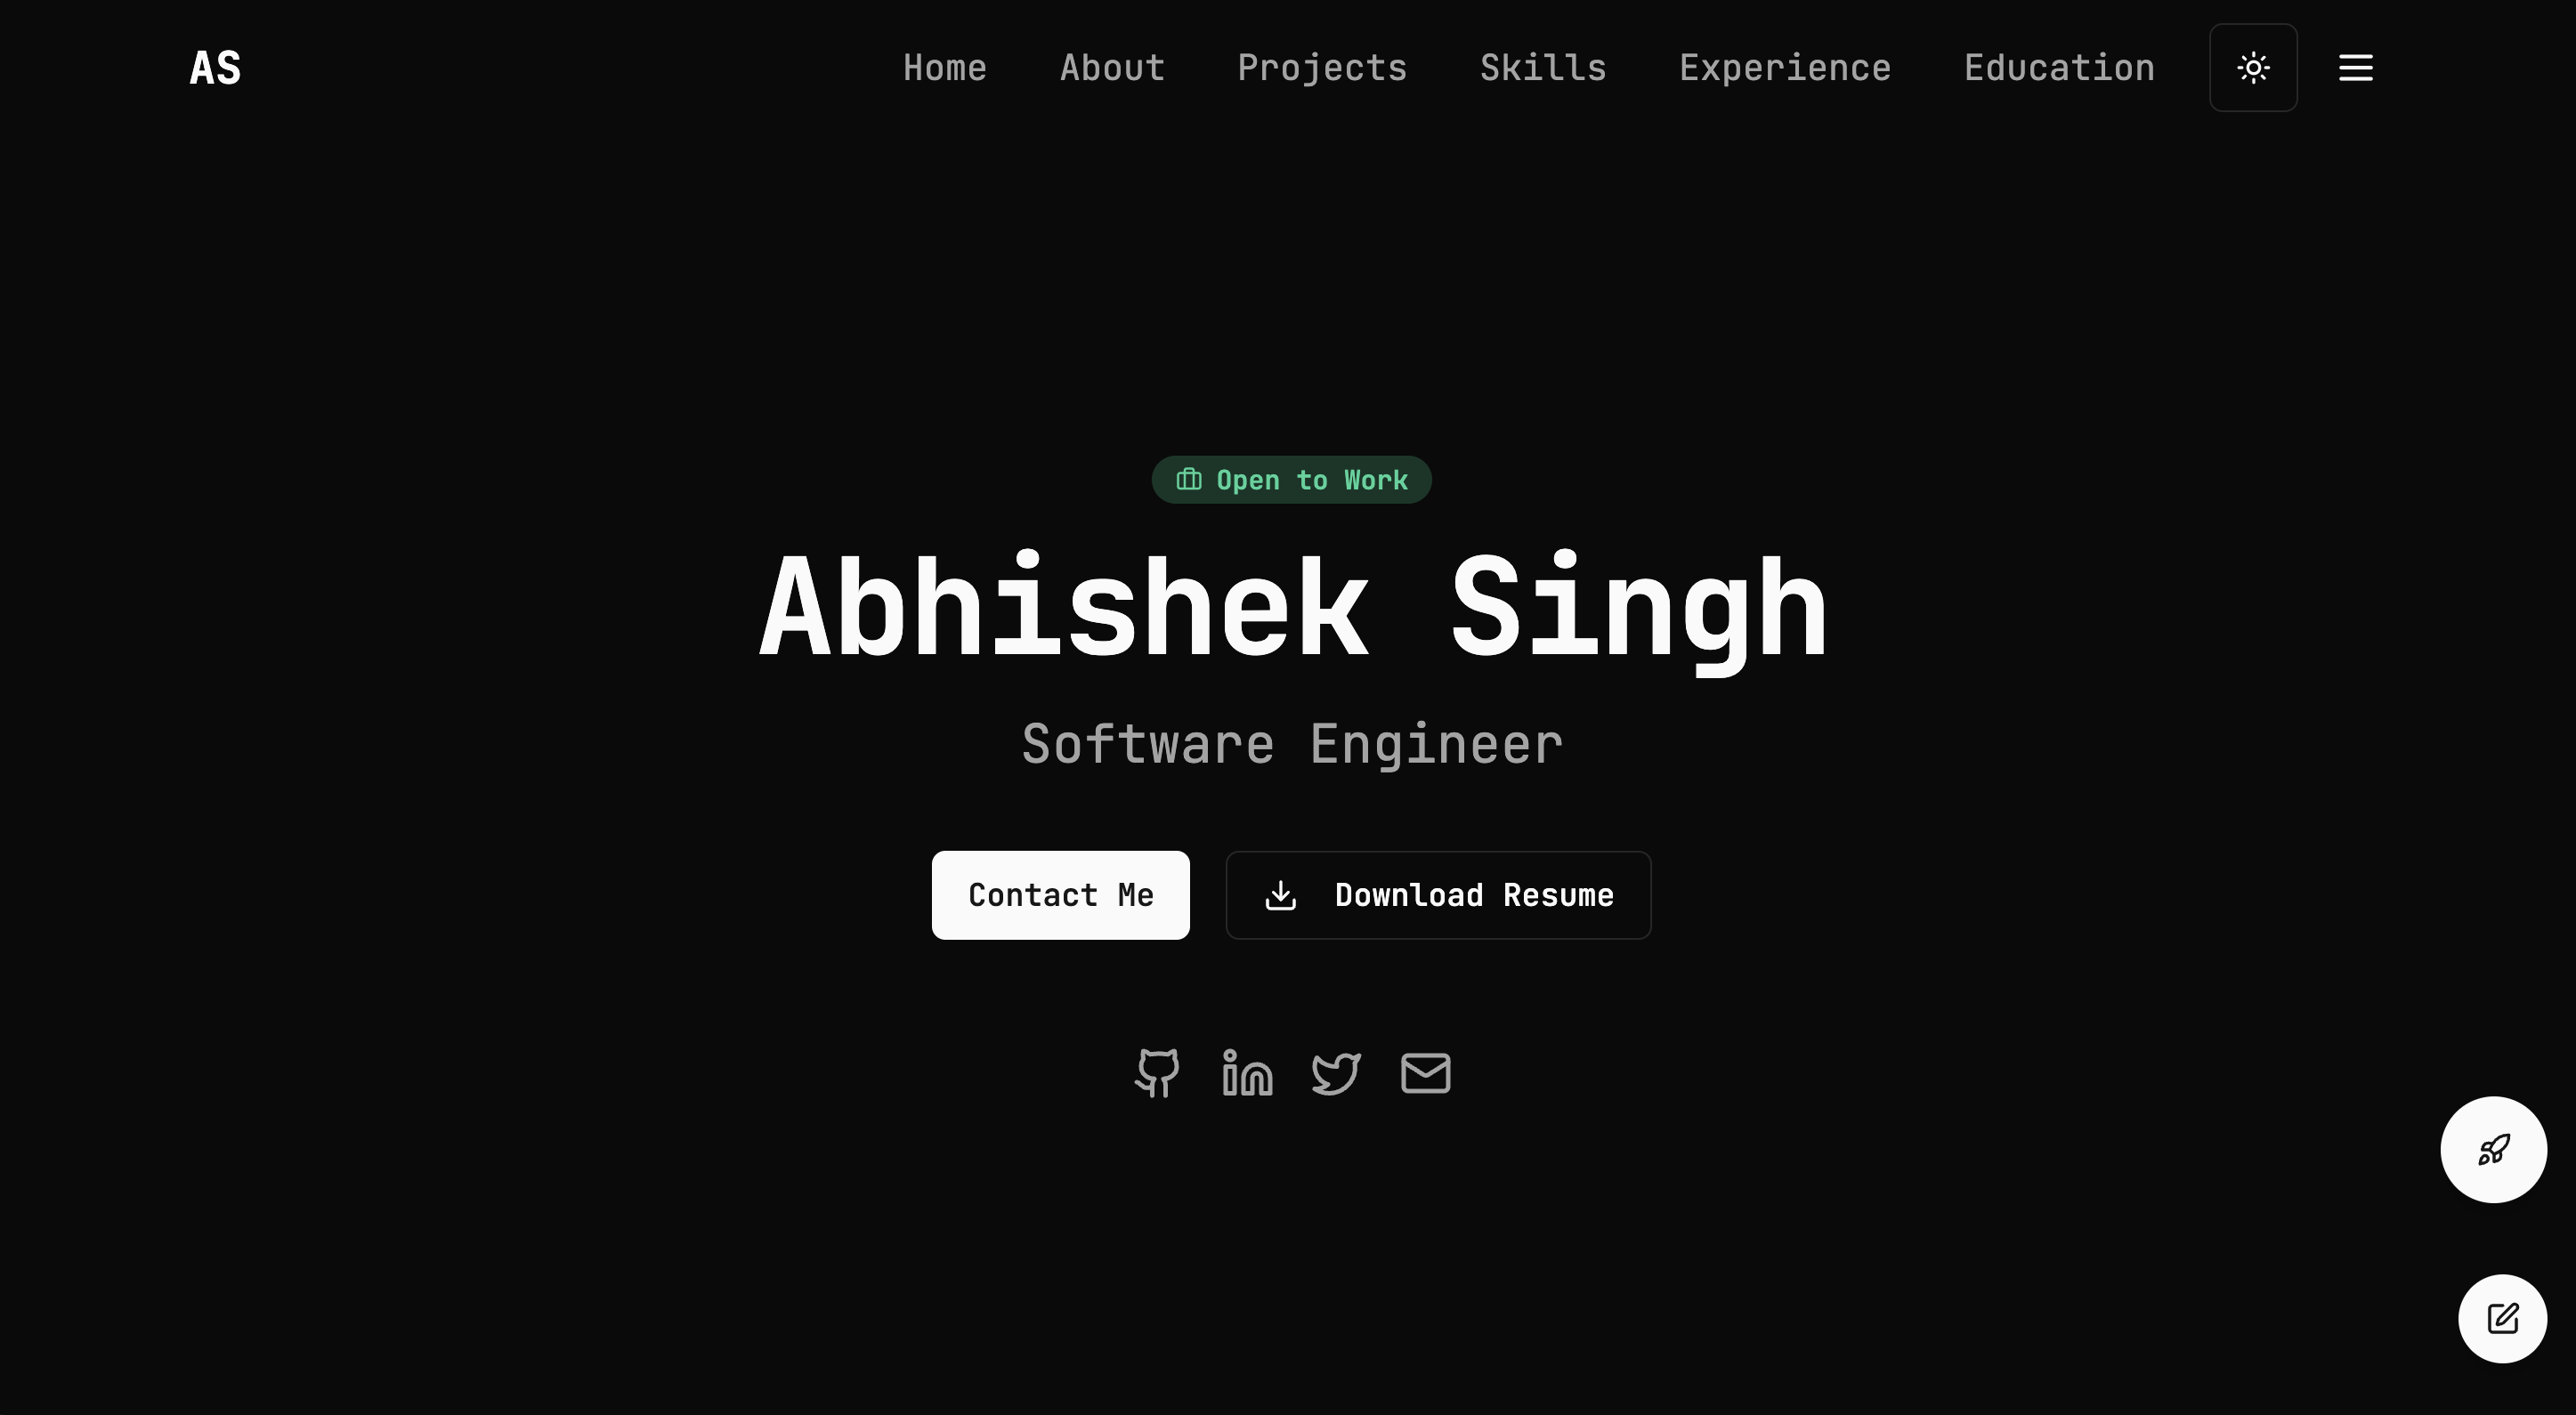 AS
Home About Projects Skills Experience Education
Open to Work
Abhishek Singh
Software Engineer
Contact Me
Download Resume